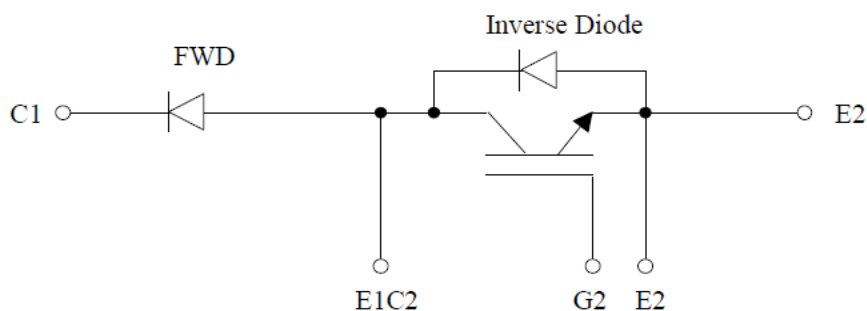 Inverse Diode
FWD
C1
E2
E1C2
G2
E2